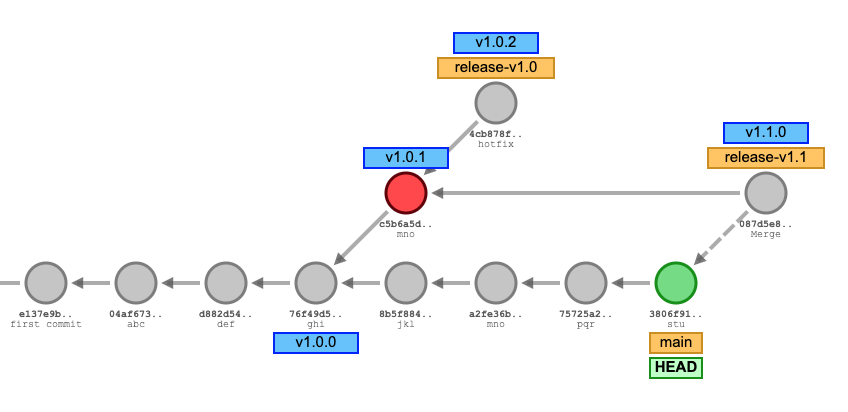 v1.0.2
release-v1.0
4cb878f..
hotfix
v1.0.1
v1.1.0
release-v1.1
c5b6a5d..
mno
087d5e8..
Merge
e137e9b..
first commit
04af673..
abc
d882d54..
def
76f49d5..
ghi
8b5f884..
jkl
a2fe36b..
mno
75725a2..
pqr
3806f91..
stu
v1.0.0
main
HEAD